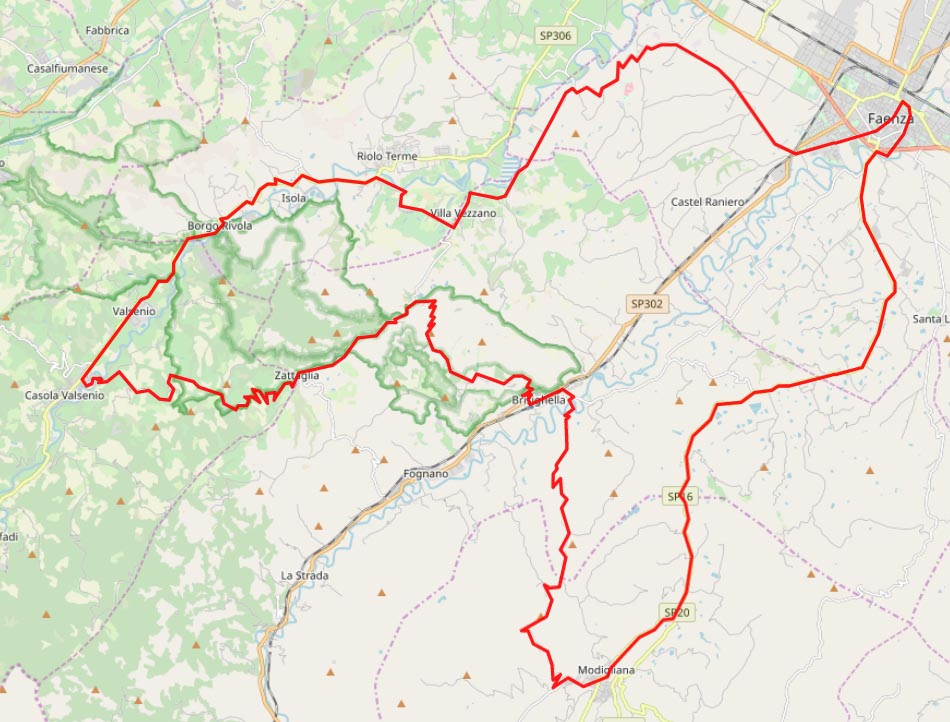 Fabbrica
SP306
Casalfiumanese
Faenza
Riolo Terme
Isola
Castel Raniero
Villa Vezzano
Borgo Rivola
SP302
Valsenio
Santa L
Zattaglia
Casola Valsenio
Brisighella
Fognano
SP16
fadi
La Strada
SP20
Modigliana